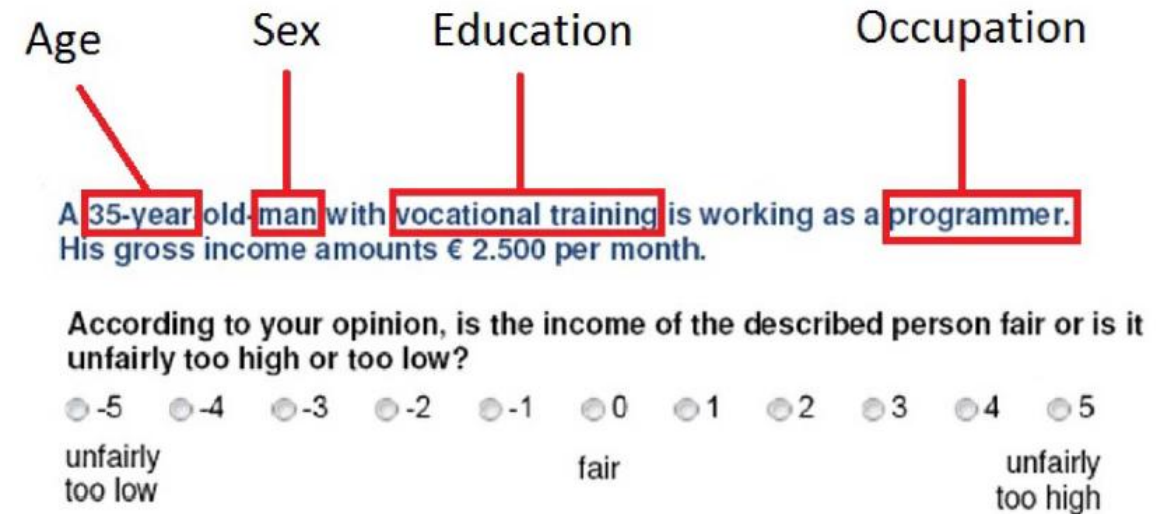 Age Sex Education Occupation
A 35-year-old-man with vocational training is working as a programmer.
His gross income amounts € 2.500 per month.
According to your opinion, is the income of the described person fair or is it
unfairly too high or too low?
-5 -4 -3 -2 -1 0 1 2 3 4 5
unfairly fair unfairly
too low too high